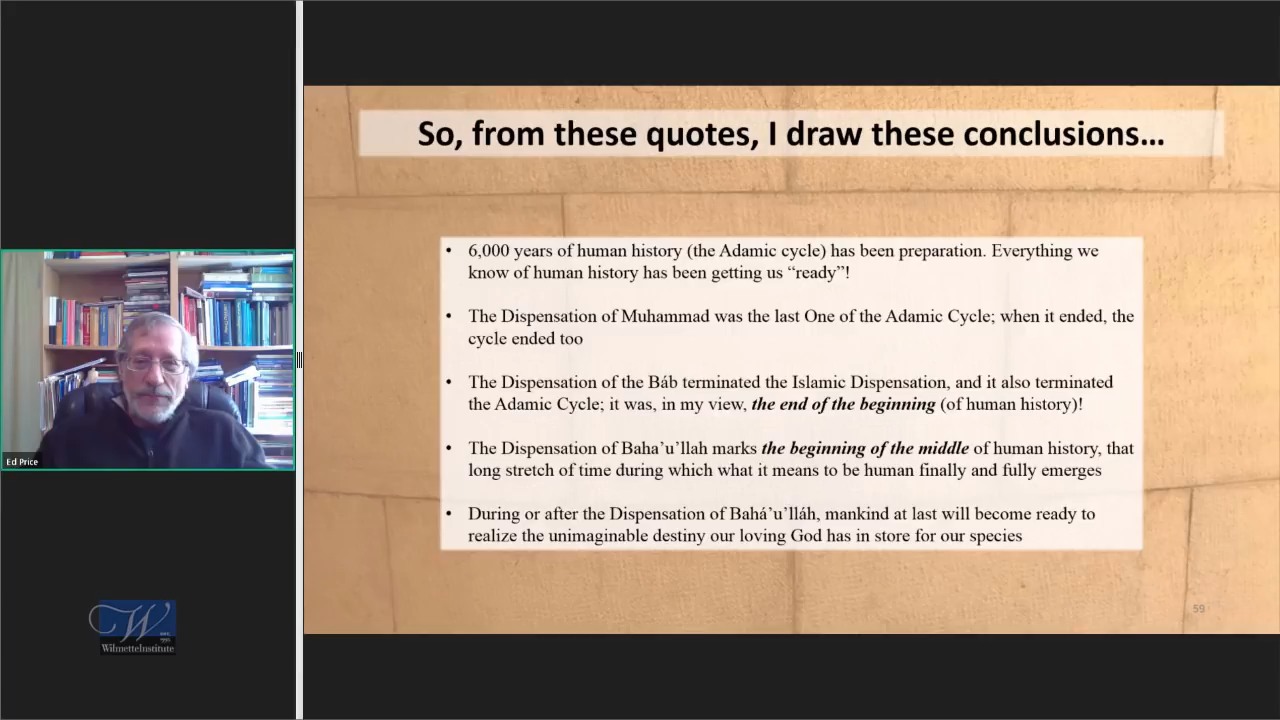 So, from these quotes, I draw these conclusions…
• 6,000 years of human history (the Adamic cycle) has been preparation. Everything we
know of human history has been getting us “ready”!
• The Dispensation of Muhammad was the last One of the Adamic Cycle; when it ended, the
cycle ended too
• The Dispensation of the Báb terminated the Islamic Dispensation, and it also terminated
the Adamic Cycle; it was, in my view, the end of the beginning (of human history)!
• The Dispensation of Baha’u’llah marks the beginning of the middle of human history, that
long stretch of time during which what it means to be human finally and fully emerges
• During or after the Dispensation of Bahá’u’lláh, mankind at last will become ready to
realize the unimaginable destiny our loving God has in store for our species
59
Ed Price
W
WilmetteInstitute